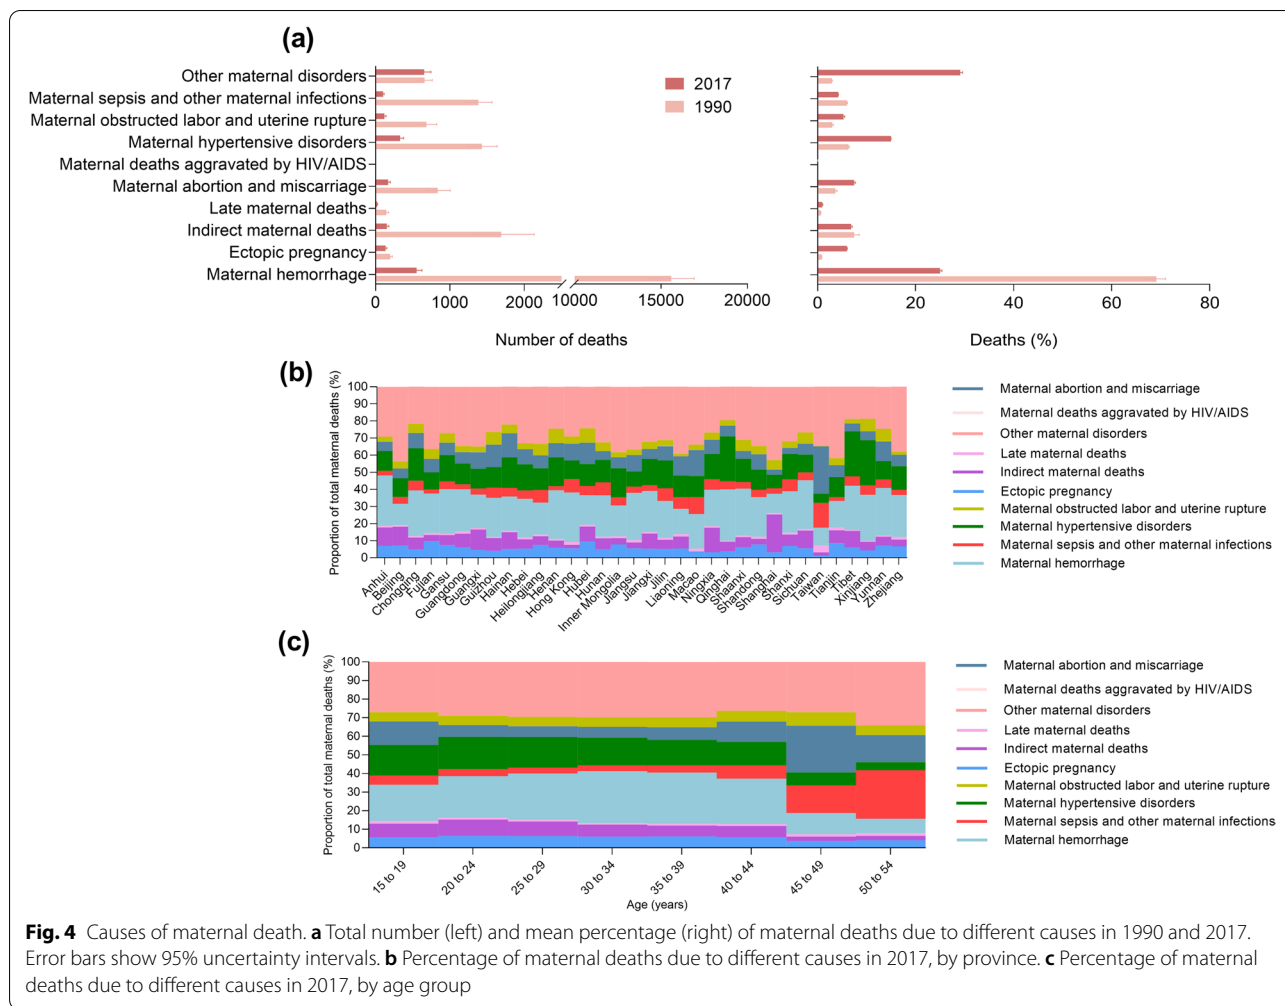 (a)
Other maternal disorders
Maternal sepsis and other maternal infections
Maternal obstructed labor and uterine rupture
Maternal hypertensive disorders
Maternal deaths aggravated by HIV/AIDS
Maternal abortion and miscarriage
Late maternal deaths
Indirect maternal deaths
Ectopic pregnancy
Maternal hemorrhage
0 1000 2000 10000 15000 20000
Number of deaths
2017
1990
0 20 40 60 80
Deaths (%)
(b)
Proportion of total maternal deaths (%)
100
90
80
70
60
50
40
30
20
10
0
Anhui
Beijing
Chongqing
Fujian
Gansu
Guangdong
Guangxi
Guizhou
Hainan
Hebei
Heilongjiang
Henan
Hong Kong
Hubei
Hunan
Inner Mongolia
Jiangsu
Jiangxi
Jilin
Liaoning
Macao
Ningxia
Qinghai
Shaanxi
Shandong
Shanghai
Shanxi
Sichuan
Taiwan
Tianjin
Tibet
Xinjiang
Yunnan
Zhejiang
Maternal abortion and miscarriage
Maternal deaths aggravated by HIV/AIDS
Other maternal disorders
Late maternal deaths
Indirect maternal deaths
Ectopic pregnancy
Maternal obstructed labor and uterine rupture
Maternal hypertensive disorders
Maternal sepsis and other maternal infections
Maternal hemorrhage
(c)
Proportion of total maternal deaths (%)
100
90
80
70
60
50
40
30
20
10
0
15 to 19
20 to 24
25 to 29
30 to 34
35 to 39
40 to 44
45 to 49
50 to 54
Age (years)
Maternal abortion and miscarriage
Maternal deaths aggravated by HIV/AIDS
Other maternal disorders
Late maternal deaths
Indirect maternal deaths
Ectopic pregnancy
Maternal obstructed labor and uterine rupture
Maternal hypertensive disorders
Maternal sepsis and other maternal infections
Maternal hemorrhage
Fig. 4 Causes of maternal death. a Total number (left) and mean percentage (right) of maternal deaths due to different causes in 1990 and 2017.
Error bars show 95% uncertainty intervals. b Percentage of maternal deaths due to different causes in 2017, by province. c Percentage of maternal
deaths due to different causes in 2017, by age group